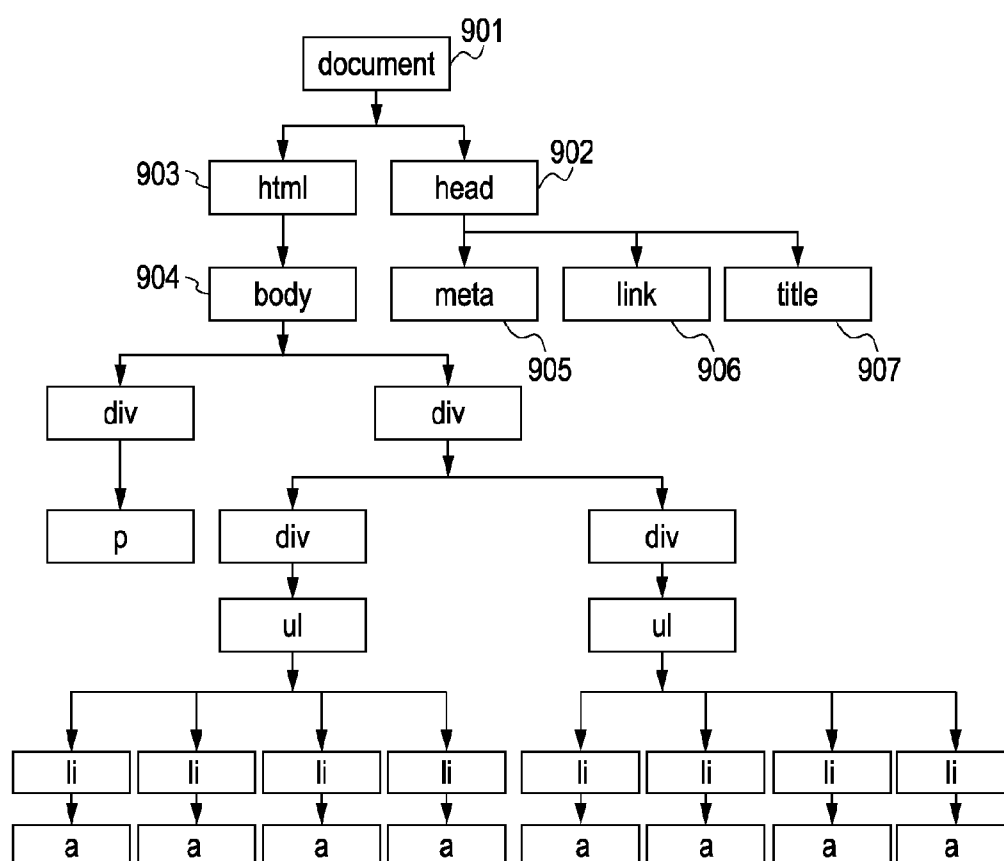 901
document
903
html
902
head
904
body
meta
link
title
905
906
907
div
div
p
div
div
ul
ul
li
li
li
li
li
li
li
li
a
a
a
a
a
a
a
a